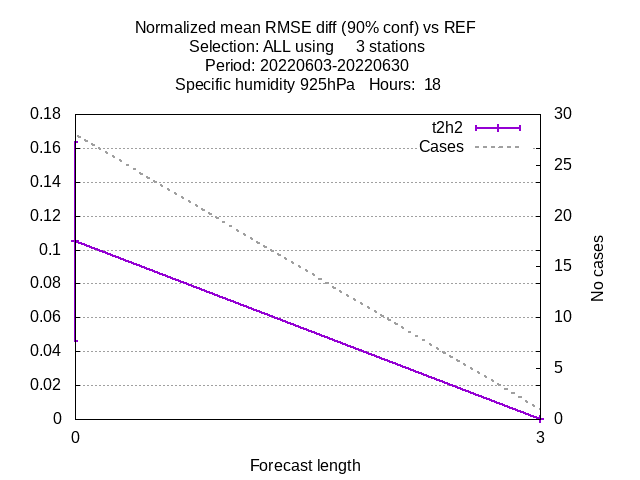 Normalized mean RMSE diff (90% conf) vs REF
Selection: ALL using     3 stations
Period: 20220603-20220630
Specific humidity 925hPa   Hours:  18
0.18
0.16
0.14
0.12
0.1
0.08
0.06
0.04
0.02
0
t2h2
Cases
30
25
20
15
10
5
0
No cases
0
3
Forecast length